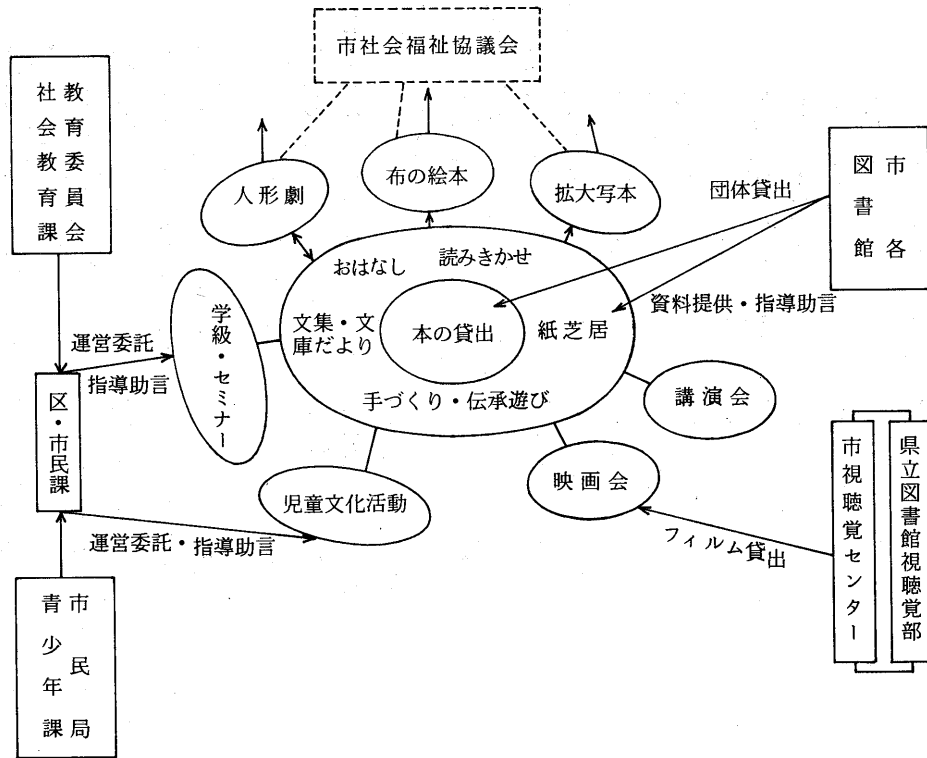 市社会福祉協議会
教育委員会
社会教育課
人形劇
布の絵本
拡大写本
団体貸出
市各
図書館
おはなし
読みきかせ
学級・セミナー
文集・文
庫だより
本の貸出
紙芝居
資料提供・指導助言
運営委託
指導助言
手づくり・伝承遊び
講演会
区・市民課
児童文化活動
映画会
運営委託・指導助言
フィルム貸出
市視聴覚センター
県立図書館視聴覚部
市民局
青少年課